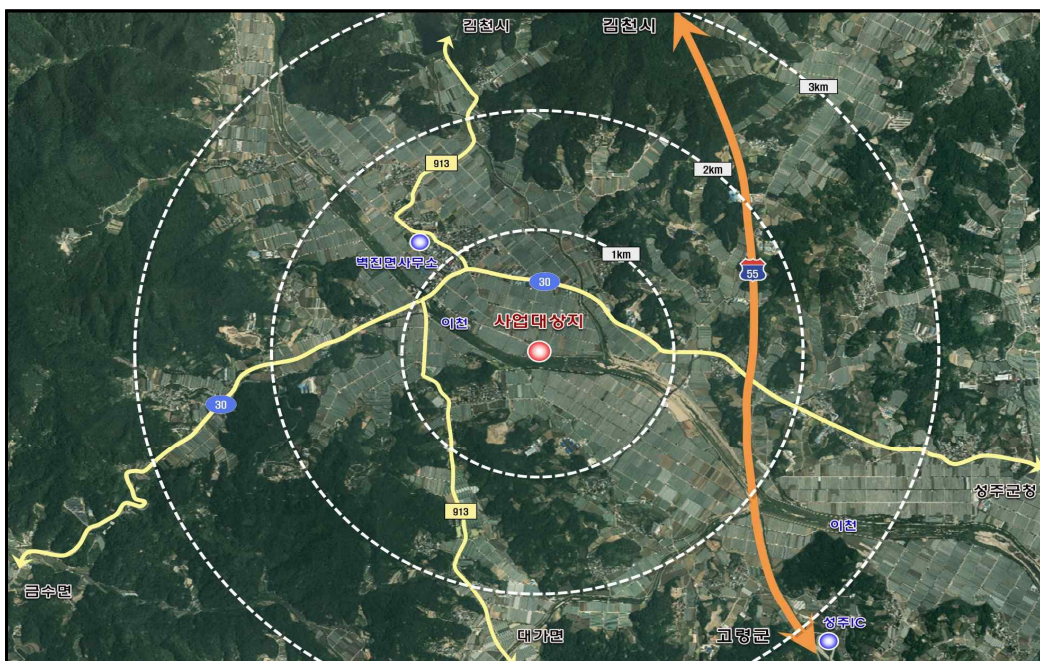 김천시
김천시
3km
913
2km
벽진면사무소
1km
30
55
이천
사업대상지
30
성주군청
913
이천
금수면
대가면
고령군
성주IC